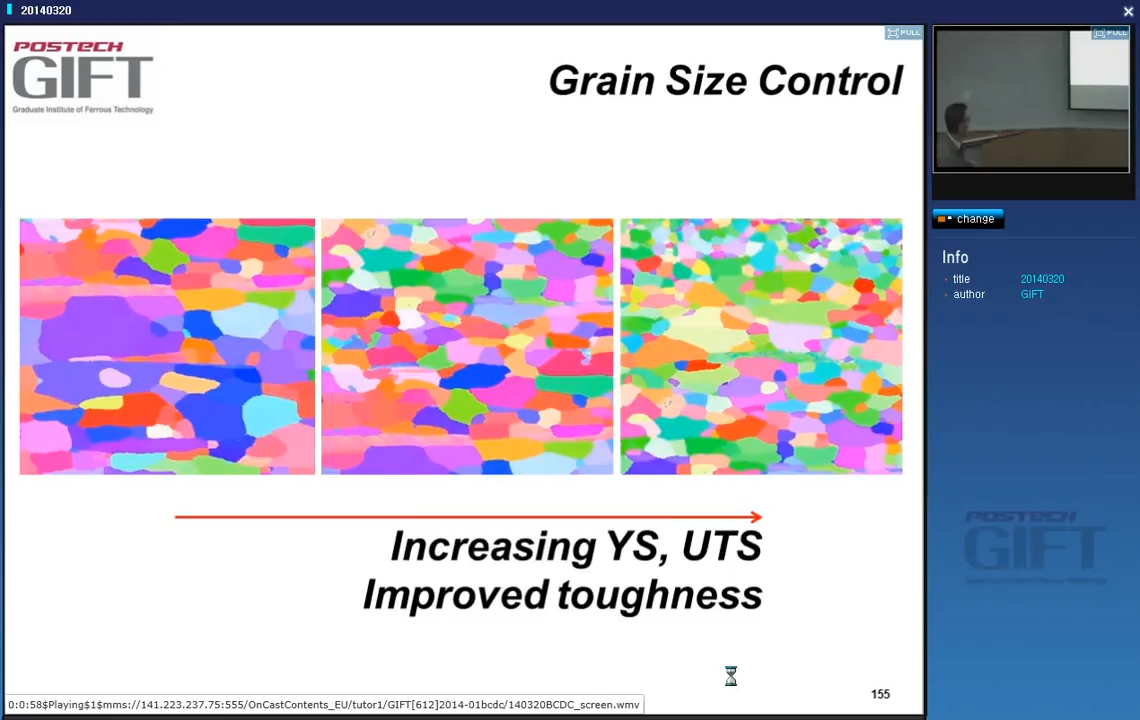 20140320
FULL
FULL
POSTECH
GIFT
Graduate Institute of Ferrous Technology
Grain Size Control
change
Info
title 20140320
author GIFT
POSTECH
GIFT
Increasing YS, UTS
Improved toughness
155
0:0:58$Playing$1$mms://141.223.237.75:555/OnCastContents_EU/tutor1/GIFT[612]2014-01bcdc/140320BCDC_screen.wmv